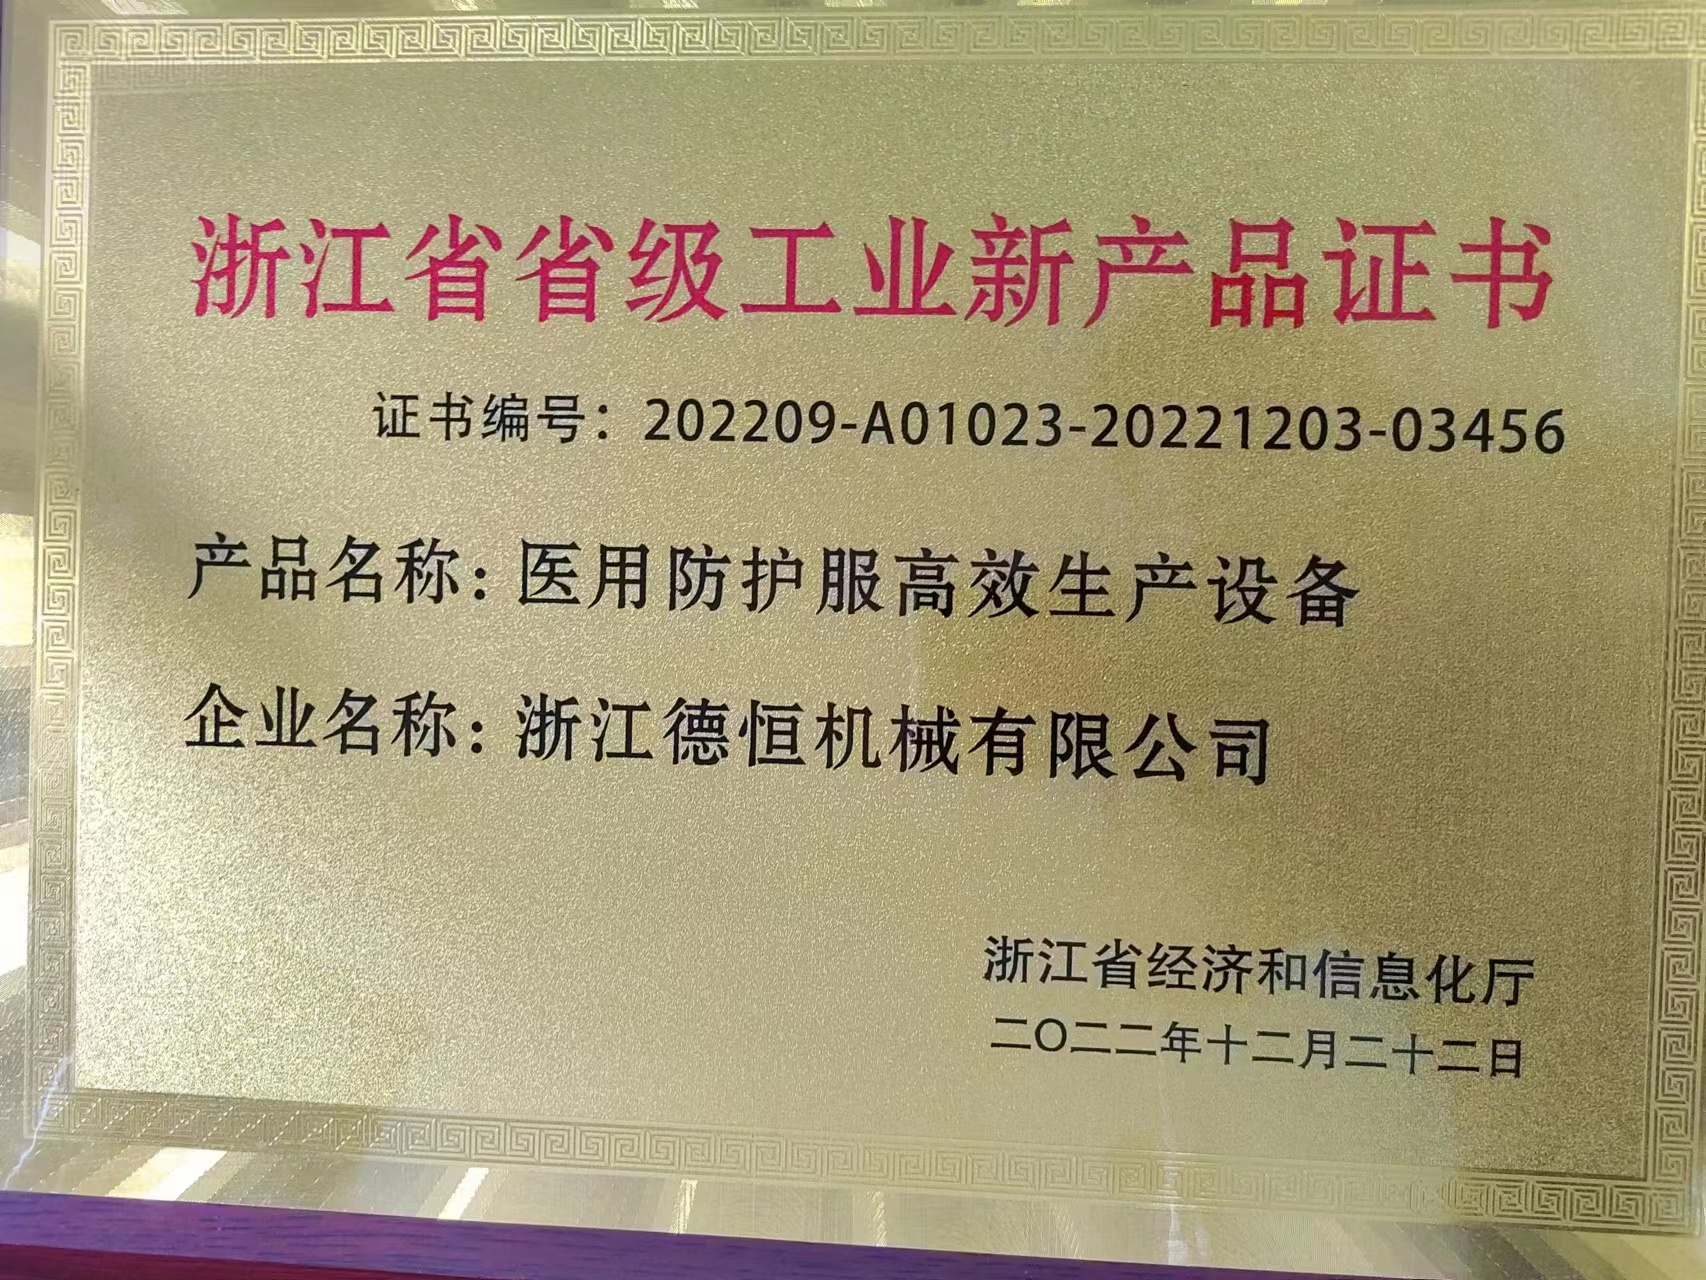 浙江省省级工业新产品证书
证书编号：202209-A01023-20221203-03456
产品名称：医用防护服高效生产设备
企业名称：浙江德恒机械有限公司
浙江省经济和信息化厅
二〇二二年十二月二十二日